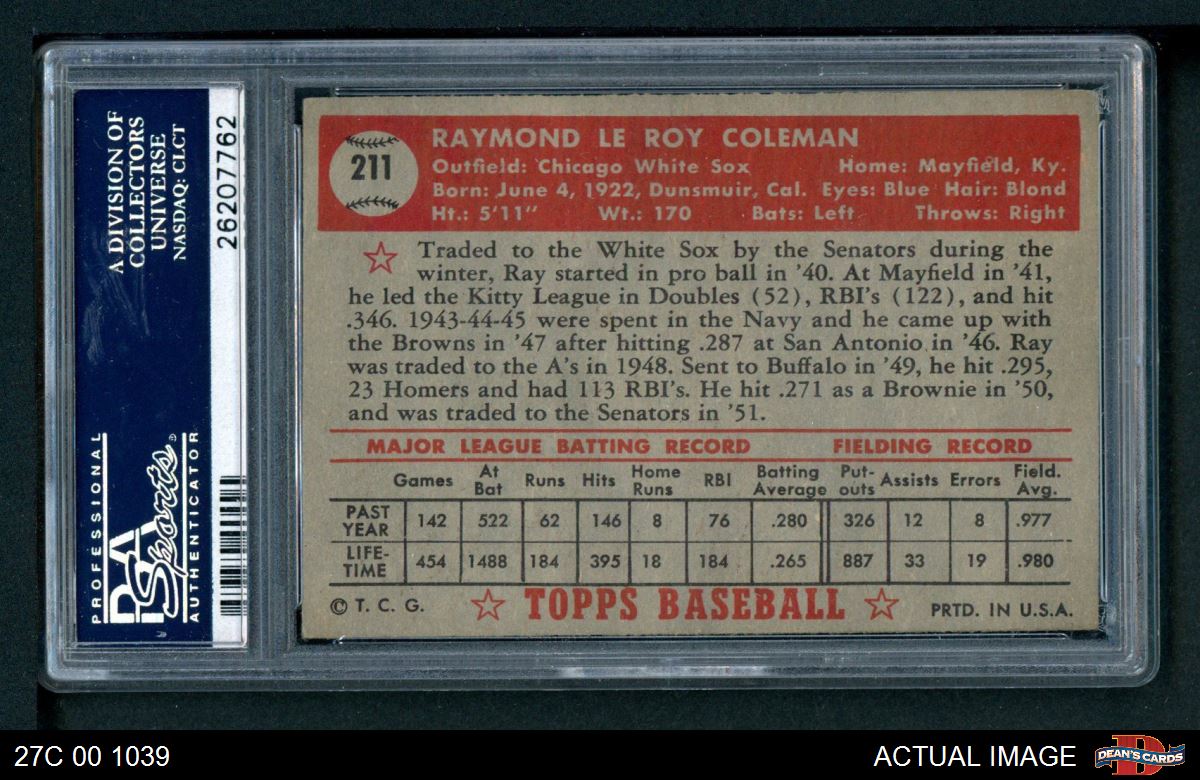 A DIVISION OF
COLLECTORS
UNIVERSE
NASDAQ: CLCT
26207762
PROFESSIONAL
PSA
Sports
AUTHENTICATOR
211
RAYMOND LE ROY COLEMAN
Outfield: Chicago White Sox Home: Mayfield, Ky.
Born: June 4, 1922, Dunsmuir, Cal. Eyes: Blue Hair: Blond
Ht.: 5'11" Wt.: 170 Bats: Left Throws: Right
Traded to the White Sox by the Senators during the
winter, Ray started in pro ball in '40. At Mayfield in '41,
he led the Kitty League in Doubles (52), RBI's (122), and hit
.346. 1943-44-45 were spent in the Navy and he came up with
the Browns in '47 after hitting .287 at San Antonio in '46. Ray
was traded to the A's in 1948. Sent to Buffalo in '49, he hit .295,
23 Homers and had 113 RBI's. He hit .271 as a Brownie in '50,
and was traded to the Senators in '51.
MAJOR LEAGUE BATTING RECORD FIELDING RECORD
Games At Bat Runs Hits Home Runs RBI Batting Average Put-outs Assists Errors Field. Avg.
PAST YEAR 142 522 62 146 8 76 .280 326 12 8 .977
LIFE-TIME 454 1488 184 395 18 184 .265 887 33 19 .980
© T. C. G. TOPPS BASEBALL PRTD. IN U.S.A.
27C 00 1039
ACTUAL IMAGE
DEAN'S CARDS